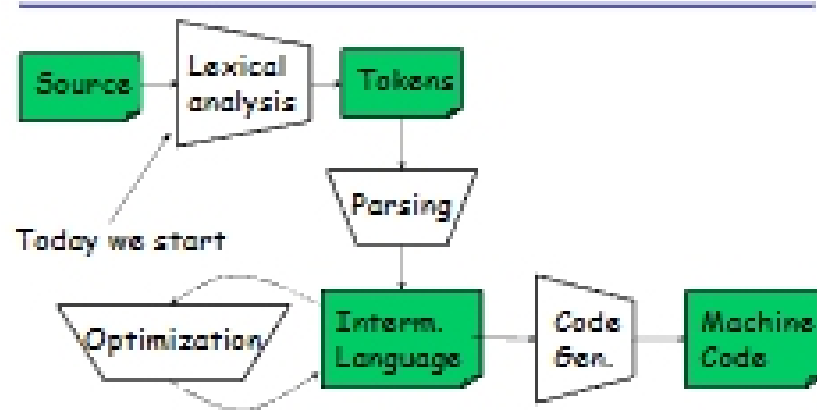 Source
Lexical
analysis
Tokens
Parsing
Today we start
Optimization
Interm.
Language
Code
Gen.
Machine
Code